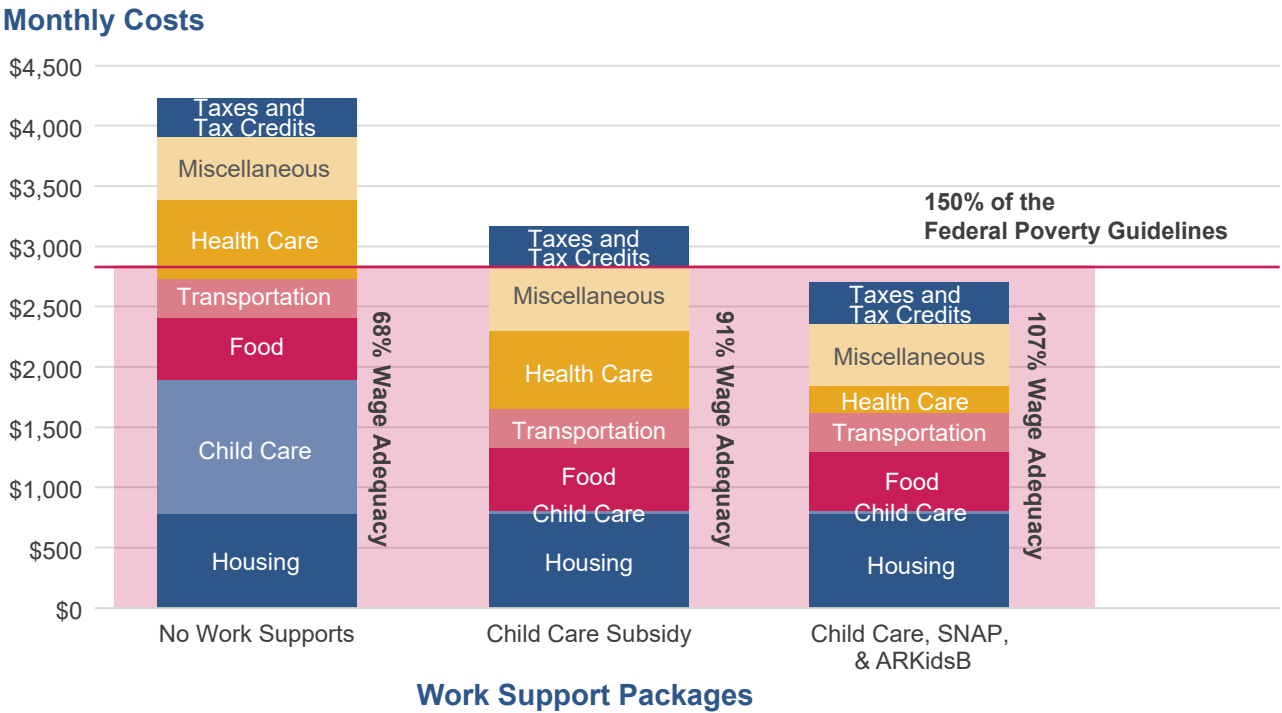 Monthly Costs
$4,500
$4,000
$3,500
$3,000
$2,500
$2,000
$1,500
$1,000
$500
$0
150% of the
Federal Poverty Guidelines
Taxes and
Tax Credits
Miscellaneous
Health Care
Transportation
Food
Child Care
Housing
68% Wage Adequacy
Taxes and
Tax Credits
Miscellaneous
Health Care
Transportation
Food
Child Care
Housing
91% Wage Adequacy
Taxes and
Tax Credits
Miscellaneous
Health Care
Transportation
Food
Child Care
Housing
107% Wage Adequacy
No Work Supports
Child Care Subsidy
Child Care, SNAP,
& ARKidsB
Work Support Packages